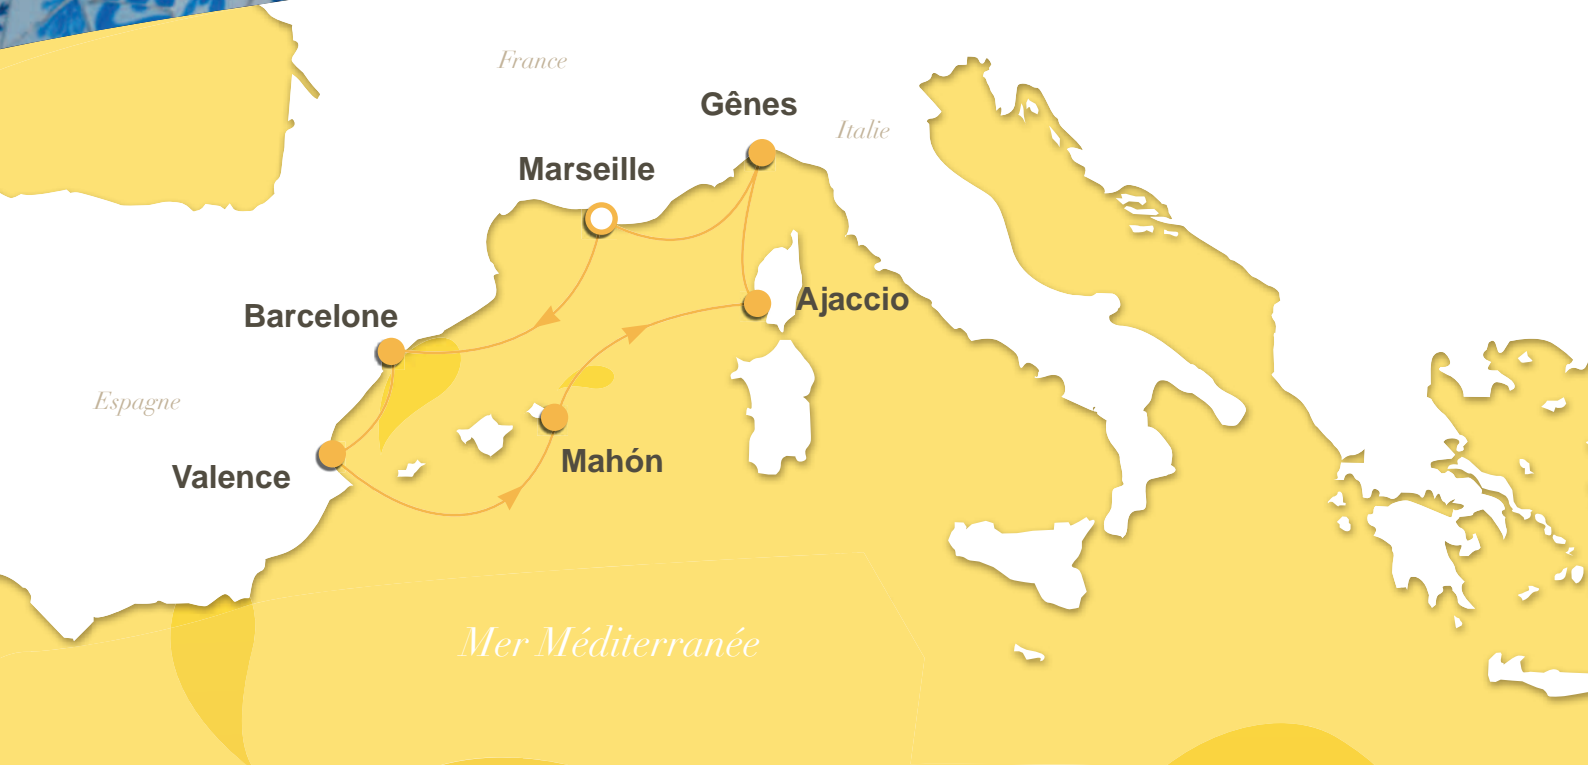 France
Gênes
Italie
Marseille
Ajaccio
Barcelone
Espagne
Mahón
Valence
Mer Méditerranée